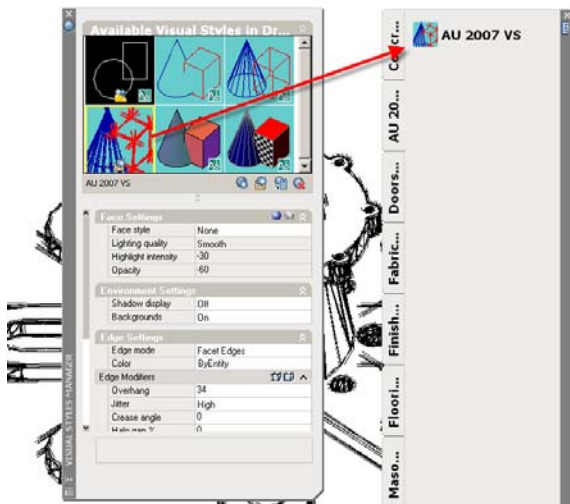 Available Visual Styles in Dr...
AU 2007 VS
Face Settings
Face style None
Lighting quality Smooth
Highlight intensity -30
Opacity -60
Environment Settings
Shadow display Off
Backgrounds On
Edge Settings
Edge mode Facet Edges
Color ByEntity
Edge Modifiers
Overhang 34
Jitter High
Crease angle 0
Halo gap % 0
VISUAL STYLES MANAGER
AU 2007 VS
AU 20...
Doors...
Fabric...
Finish...
Floori...
Maso...